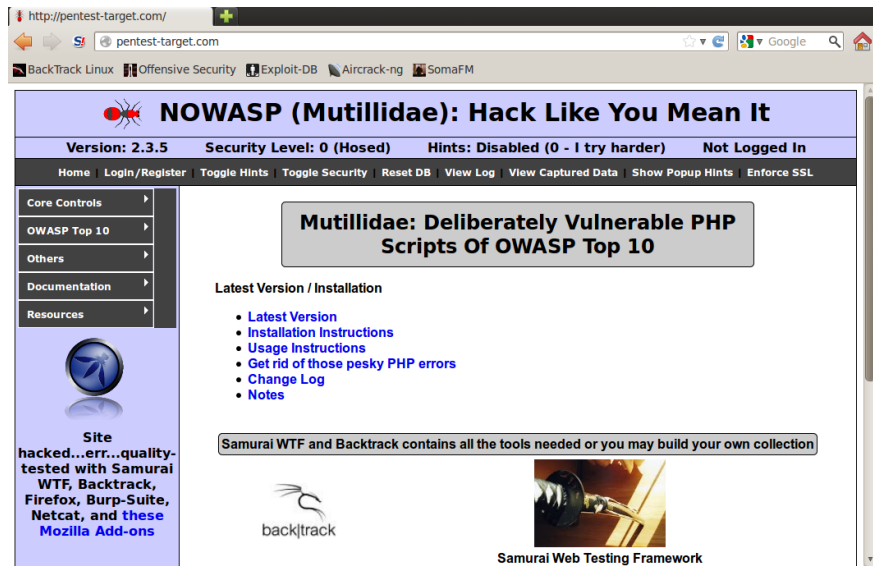 http://pentest-target.com/
pentest-target.com
Google
BackTrack Linux Offensive Security Exploit-DB Aircrack-ng SomaFM
NOWASP (Mutillidae): Hack Like You Mean It
Version: 2.3.5 Security Level: 0 (Hosed) Hints: Disabled (0 - I try harder) Not Logged In
Home | Login/Register | Toggle Hints | Toggle Security | Reset DB | View Log | View Captured Data | Show Popup Hints | Enforce SSL
Core Controls
OWASP Top 10
Others
Documentation
Resources
Site
hacked...err...quality-
tested with Samurai
WTF, Backtrack,
Firefox, Burp-Suite,
Netcat, and these
Mozilla Add-ons
Mutillidae: Deliberately Vulnerable PHP
Scripts Of OWASP Top 10
Latest Version / Installation
Latest Version
Installation Instructions
Usage Instructions
Get rid of those pesky PHP errors
Change Log
Notes
Samurai WTF and Backtrack contains all the tools needed or you may build your own collection
back|track
Samurai Web Testing Framework